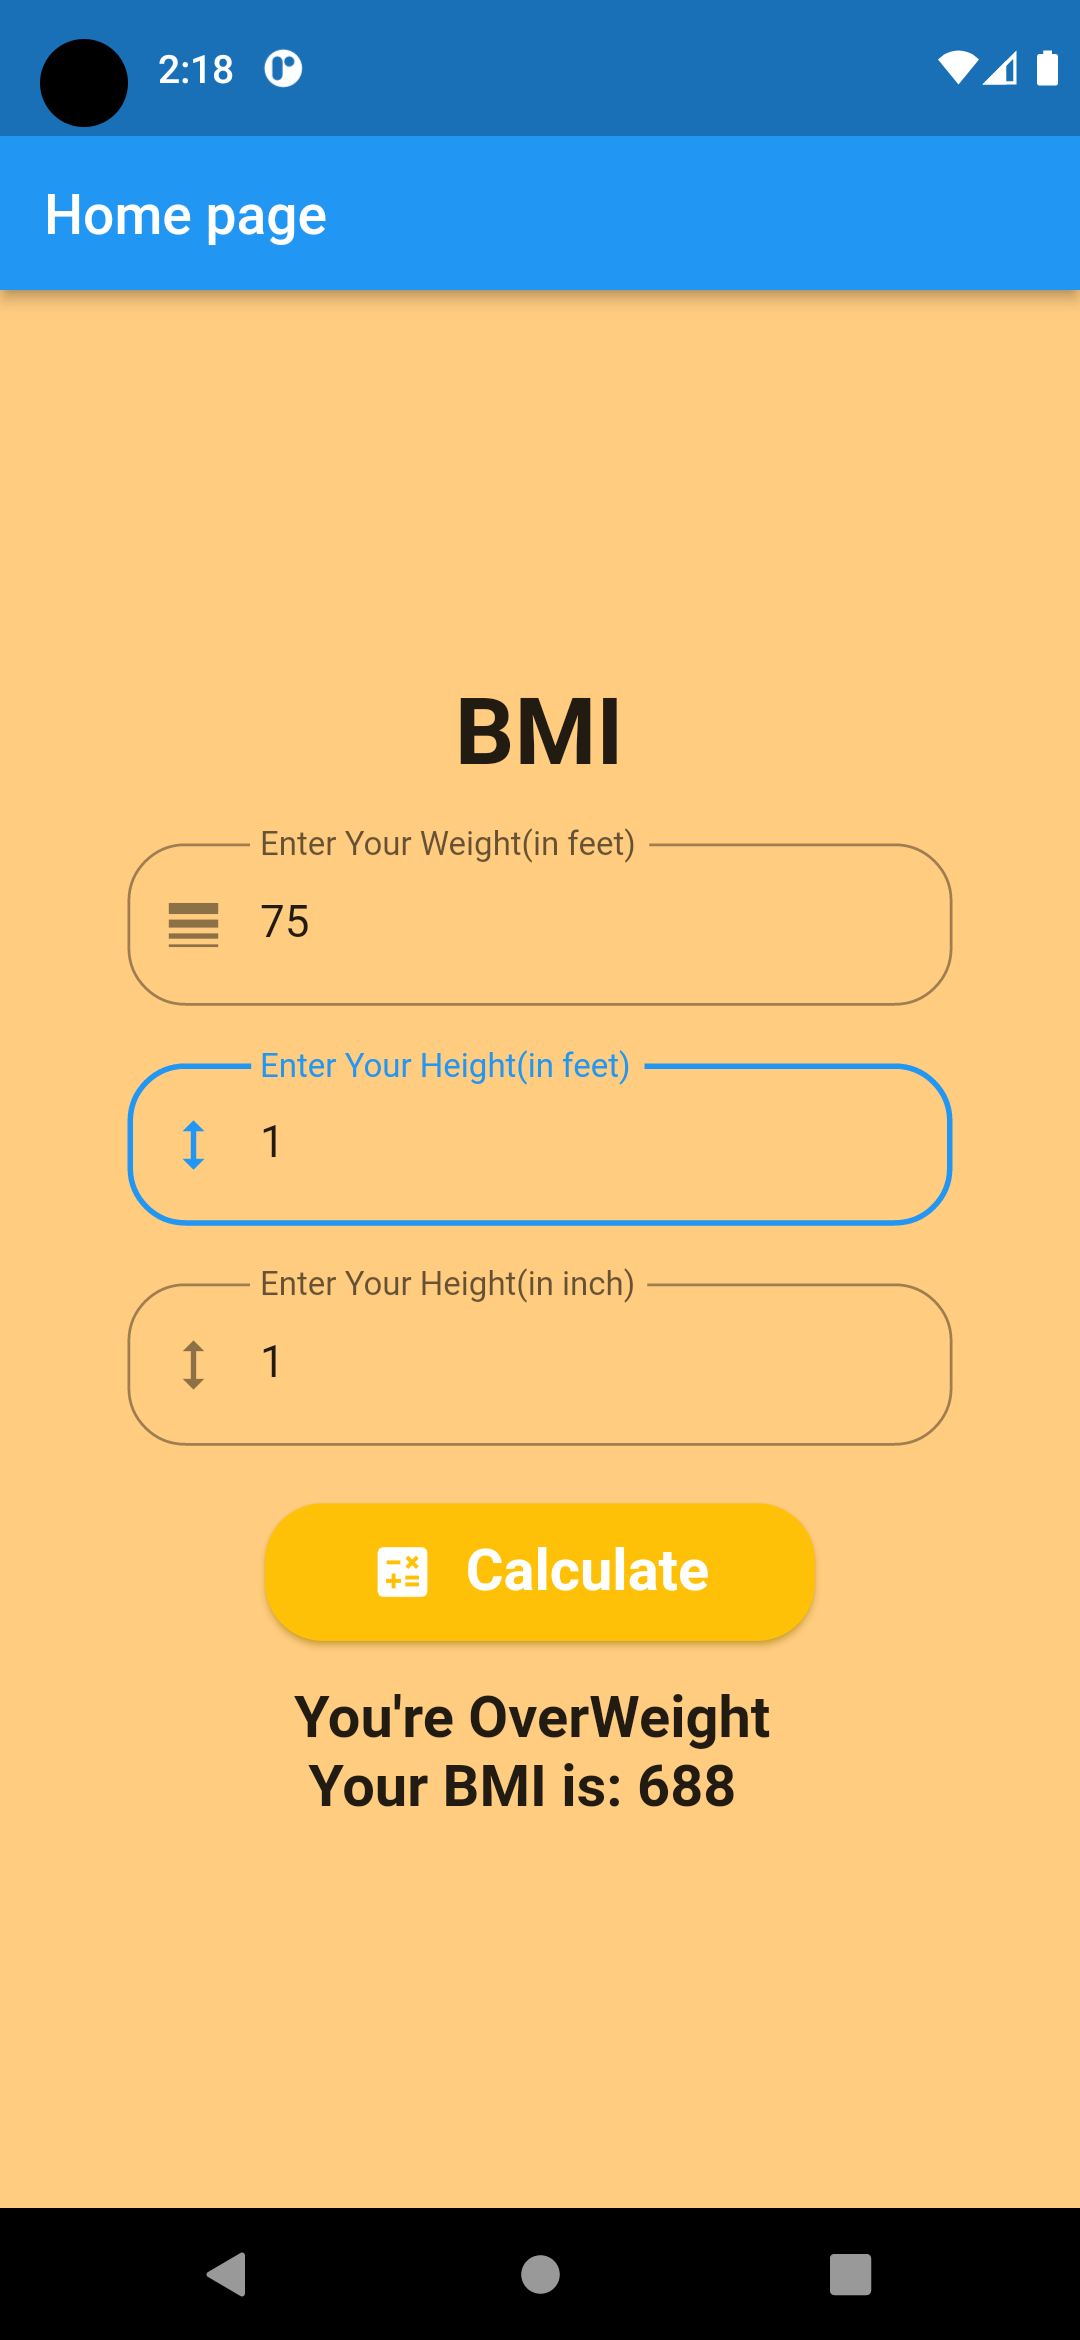 2:18
Home page
BMI
Enter Your Weight(in feet)
75
Enter Your Height(in feet)
1
Enter Your Height(in inch)
1
Calculate
You're OverWeight
Your BMI is: 688